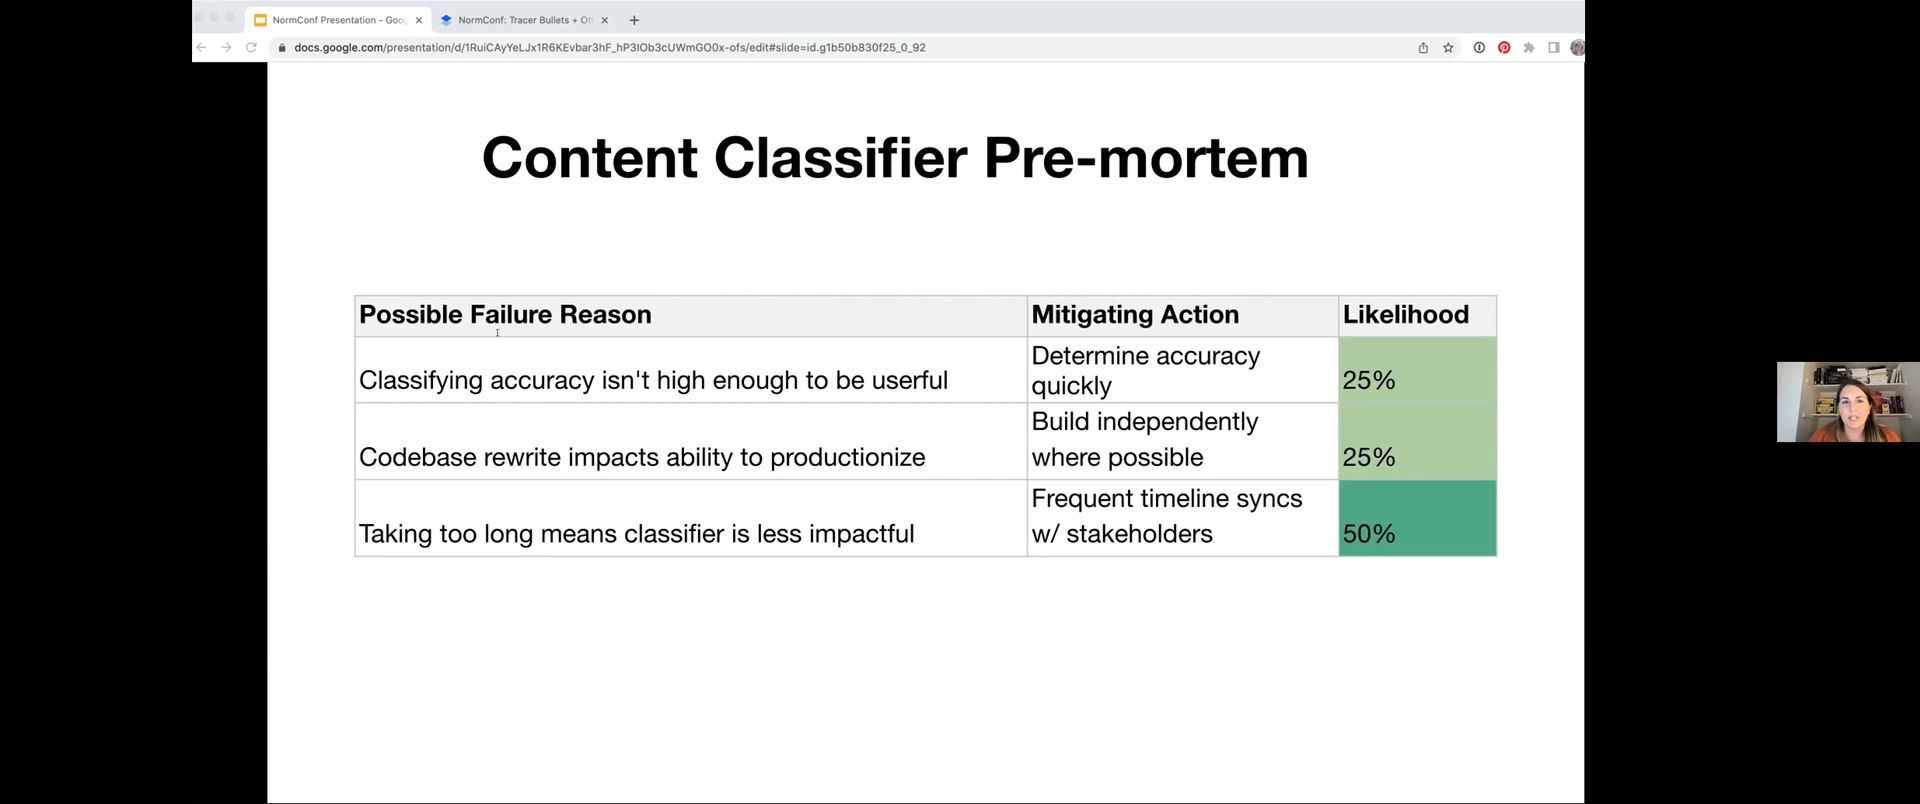 NormConf Presentation - Goog
NormConf: Tracer Bullets + Ot
docs.google.com/presentation/d/1RuiCAyYeLJx1R6KEvbar3hF_hP3IOb3cUWmGO0x-ofs/edit#slide=id.g1b50b830f25_0_92
Content Classifier Pre-mortem
Possible Failure Reason
Mitigating Action
Likelihood
Classifying accuracy isn't high enough to be userful
Determine accuracy
quickly
25%
Codebase rewrite impacts ability to productionize
Build independently
where possible
25%
Taking too long means classifier is less impactful
Frequent timeline syncs
w/ stakeholders
50%